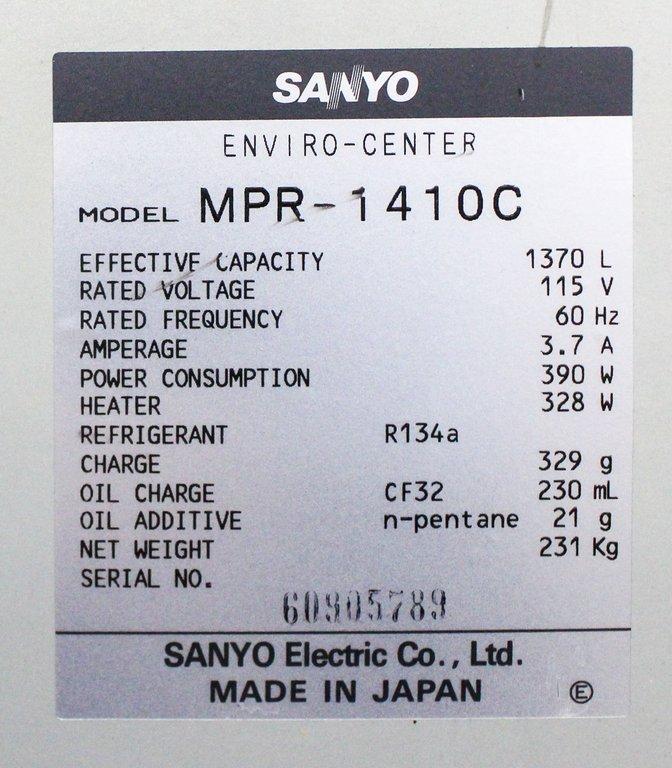 SANYO
ENVIRO-CENTER
MODEL MPR-1410C
EFFECTIVE CAPACITY 1370 L
RATED VOLTAGE 115 V
RATED FREQUENCY 60 Hz
AMPERAGE 3.7 A
POWER CONSUMPTION 390 W
HEATER 328 W
REFRIGERANT R134a
CHARGE 329 g
OIL CHARGE CF32 230 mL
OIL ADDITIVE n-pentane 21 g
NET WEIGHT 231 Kg
SERIAL NO.
60905789
SANYO Electric Co., Ltd.
MADE IN JAPAN Ⓔ